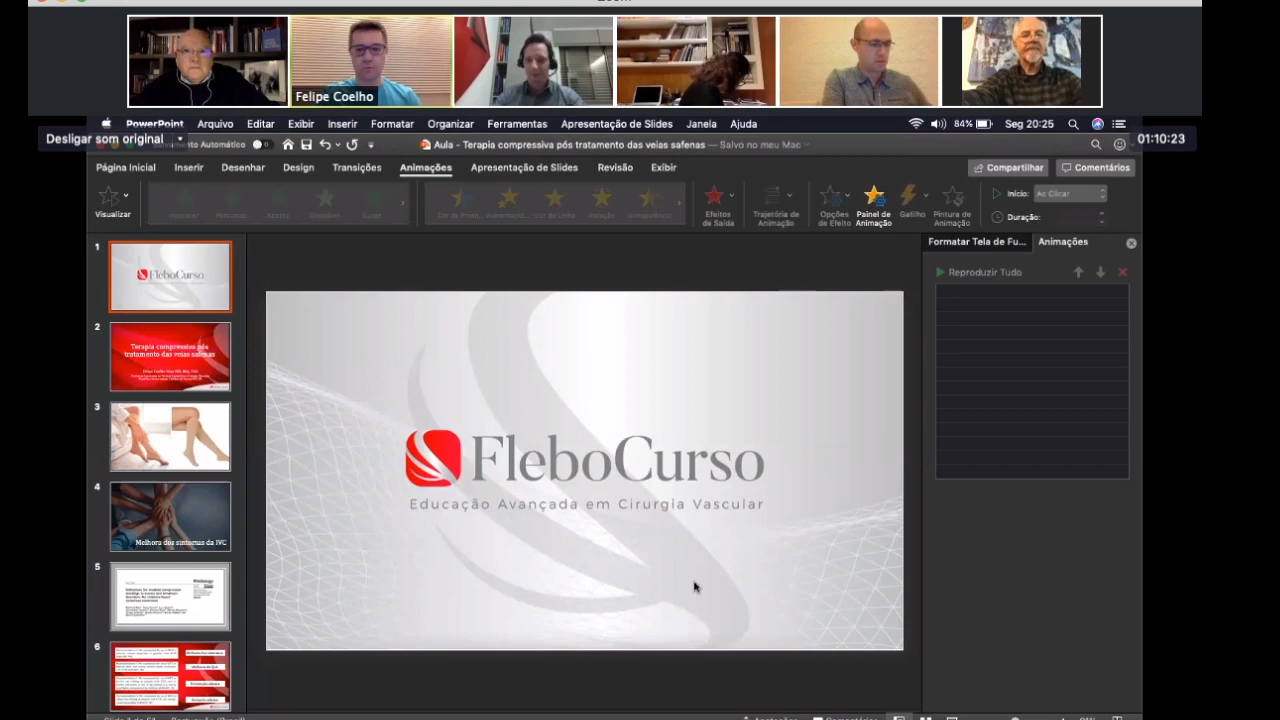 Felipe Coelho
PowerPoint Arquivo Editar Exibir Inserir Formatar Organizar Ferramentas Apresentação de Slides Janela Ajuda 84% Seg 20:25
Desligar som original
Automático
Aula - Terapia compressiva pós tratamento das veias safenas — Salvo no meu Mac
01:10:23
Página Inicial Inserir Desenhar Design Transições Animações Apresentação de Slides Revisão Exibir
Compartilhar Comentários
Visualizar
Efeitos de Saída
Trajetória de Animação
Opções de Efeito
Painel de Animação
Gatilho
Pintura de Animação
Início: Ao Clicar
Duração:
Formatar Tela de Fu... Animações
Reproduzir Tudo
1
FleboCurso
2
Terapia compressiva pós
tratamento das veias safenas
3
4
Melhora dos sintomas da IVC
5
6
FleboCurso
Educação Avançada em Cirurgia Vascular